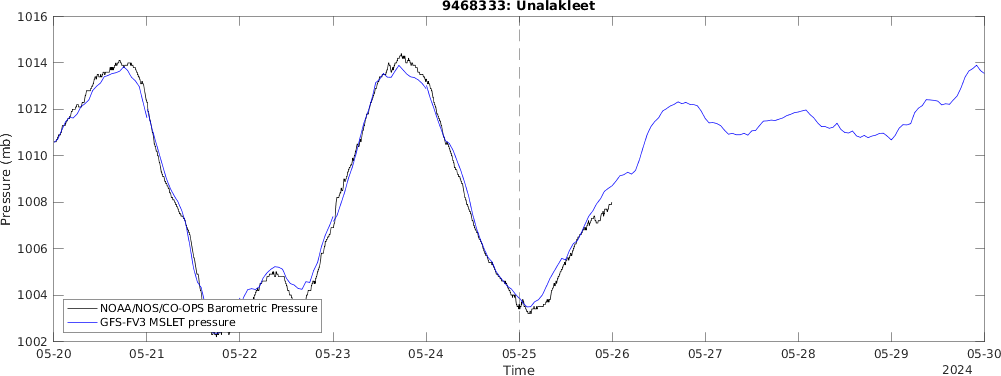 9468333: Unalakleet
1016
1014
1012
1010
1008
1006
1004
1002
Pressure (mb)
NOAA/NOS/CO-OPS Barometric Pressure
GFS-FV3 MSLET pressure
05-20 05-21 05-22 05-23 05-24 05-25 05-26 05-27 05-28 05-29 05-30
Time
2024